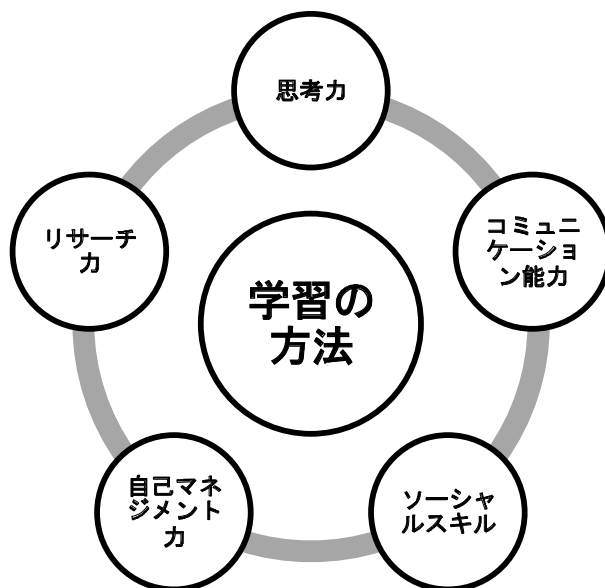 思考力
コミュニ
ケーショ
ン能力
ソーシャ
ルスキル
自己マネ
ジメント
力
リサーチ
力
学習の
方法